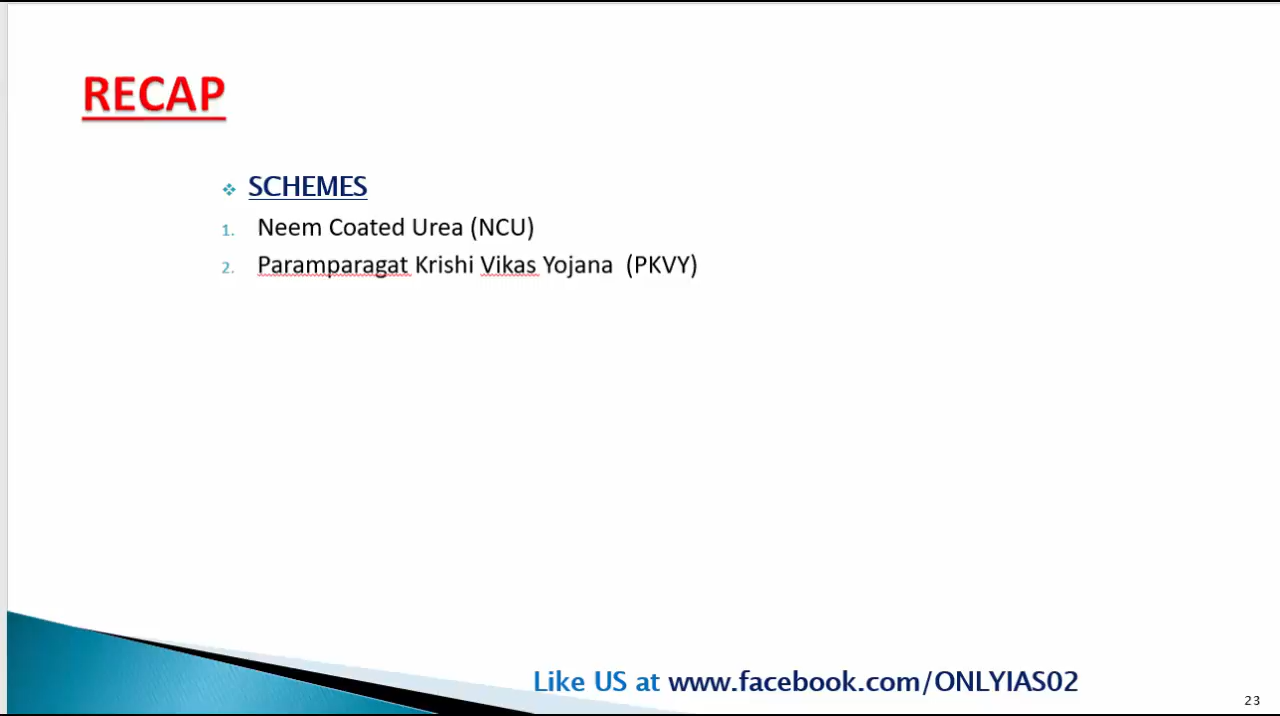 RECAP
❖ SCHEMES
1. Neem Coated Urea (NCU)
2. Paramparagat Krishi Vikas Yojana (PKVY)
Like US at www.facebook.com/ONLYIAS02
23